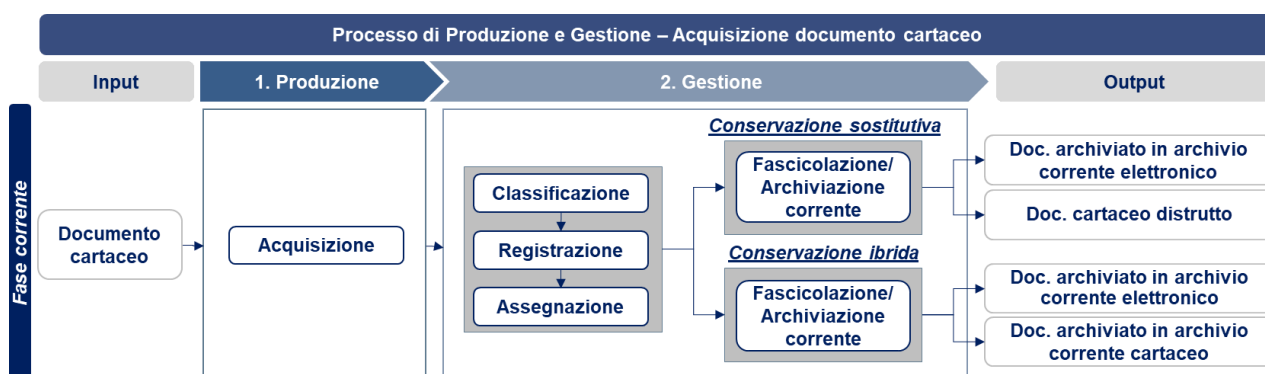 Processo di Produzione e Gestione – Acquisizione documento cartaceo
Input
1. Produzione
2. Gestione
Output
Fase corrente
Documento
cartaceo
Acquisizione
Classificazione
Registrazione
Assegnazione
Conservazione sostitutiva
Fascicolazione/
Archiviazione
corrente
Conservazione ibrida
Fascicolazione/
Archiviazione
corrente
Doc. archiviato in archivio
corrente elettronico
Doc. cartaceo distrutto
Doc. archiviato in archivio
corrente elettronico
Doc. archiviato in archivio
corrente cartaceo